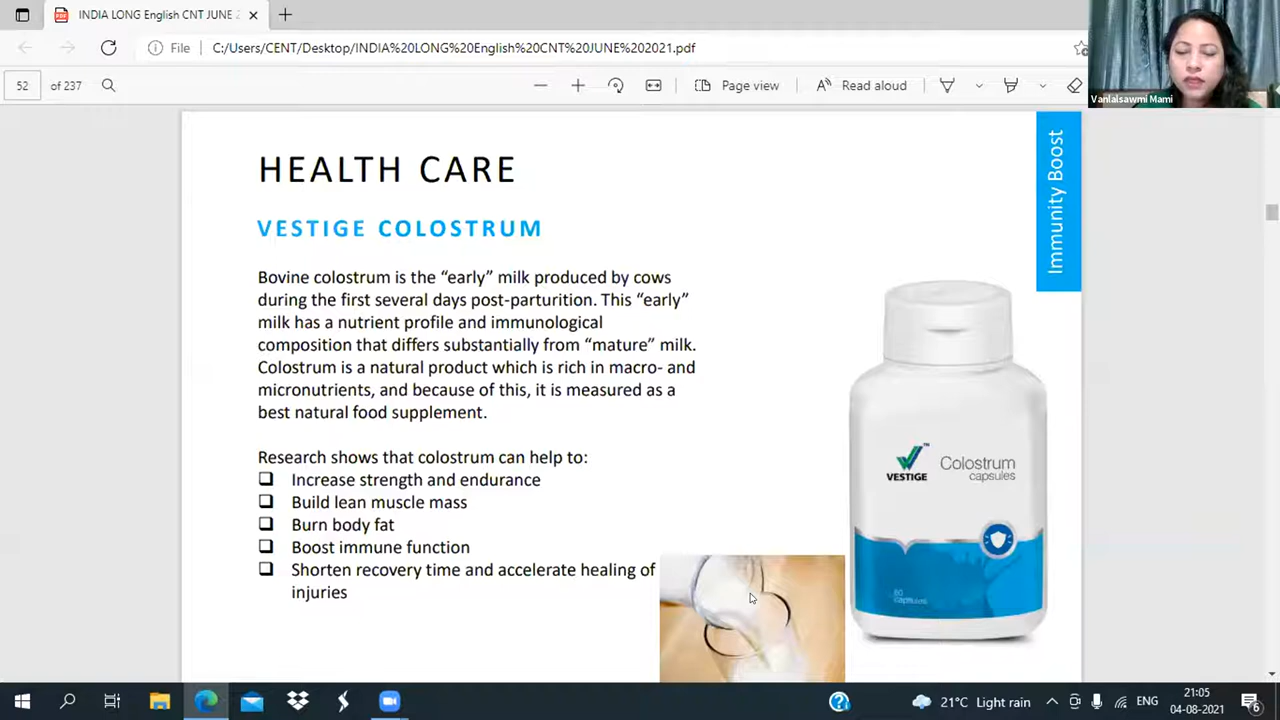 INDIA LONG English CNT JUNE 2
File
C:/Users/CENT/Desktop/INDIA%20LONG%20English%20CNT%20JUNE%202021.pdf
52 of 237
Page view
Read aloud
Vanlalsawmi Mami
HEALTH CARE
Immunity Boost
VESTIGE COLOSTRUM
Bovine colostrum is the “early” milk produced by cows
during the first several days post-parturition. This “early”
milk has a nutrient profile and immunological
composition that differs substantially from “mature” milk.
Colostrum is a natural product which is rich in macro- and
micronutrients, and because of this, it is measured as a
best natural food supplement.
Research shows that colostrum can help to:
Increase strength and endurance
Build lean muscle mass
Burn body fat
Boost immune function
Shorten recovery time and accelerate healing of
injuries
VESTIGE
TM
Colostrum
capsules
60
capsules
21°C Light rain
ENG
21:05
04-08-2021
6